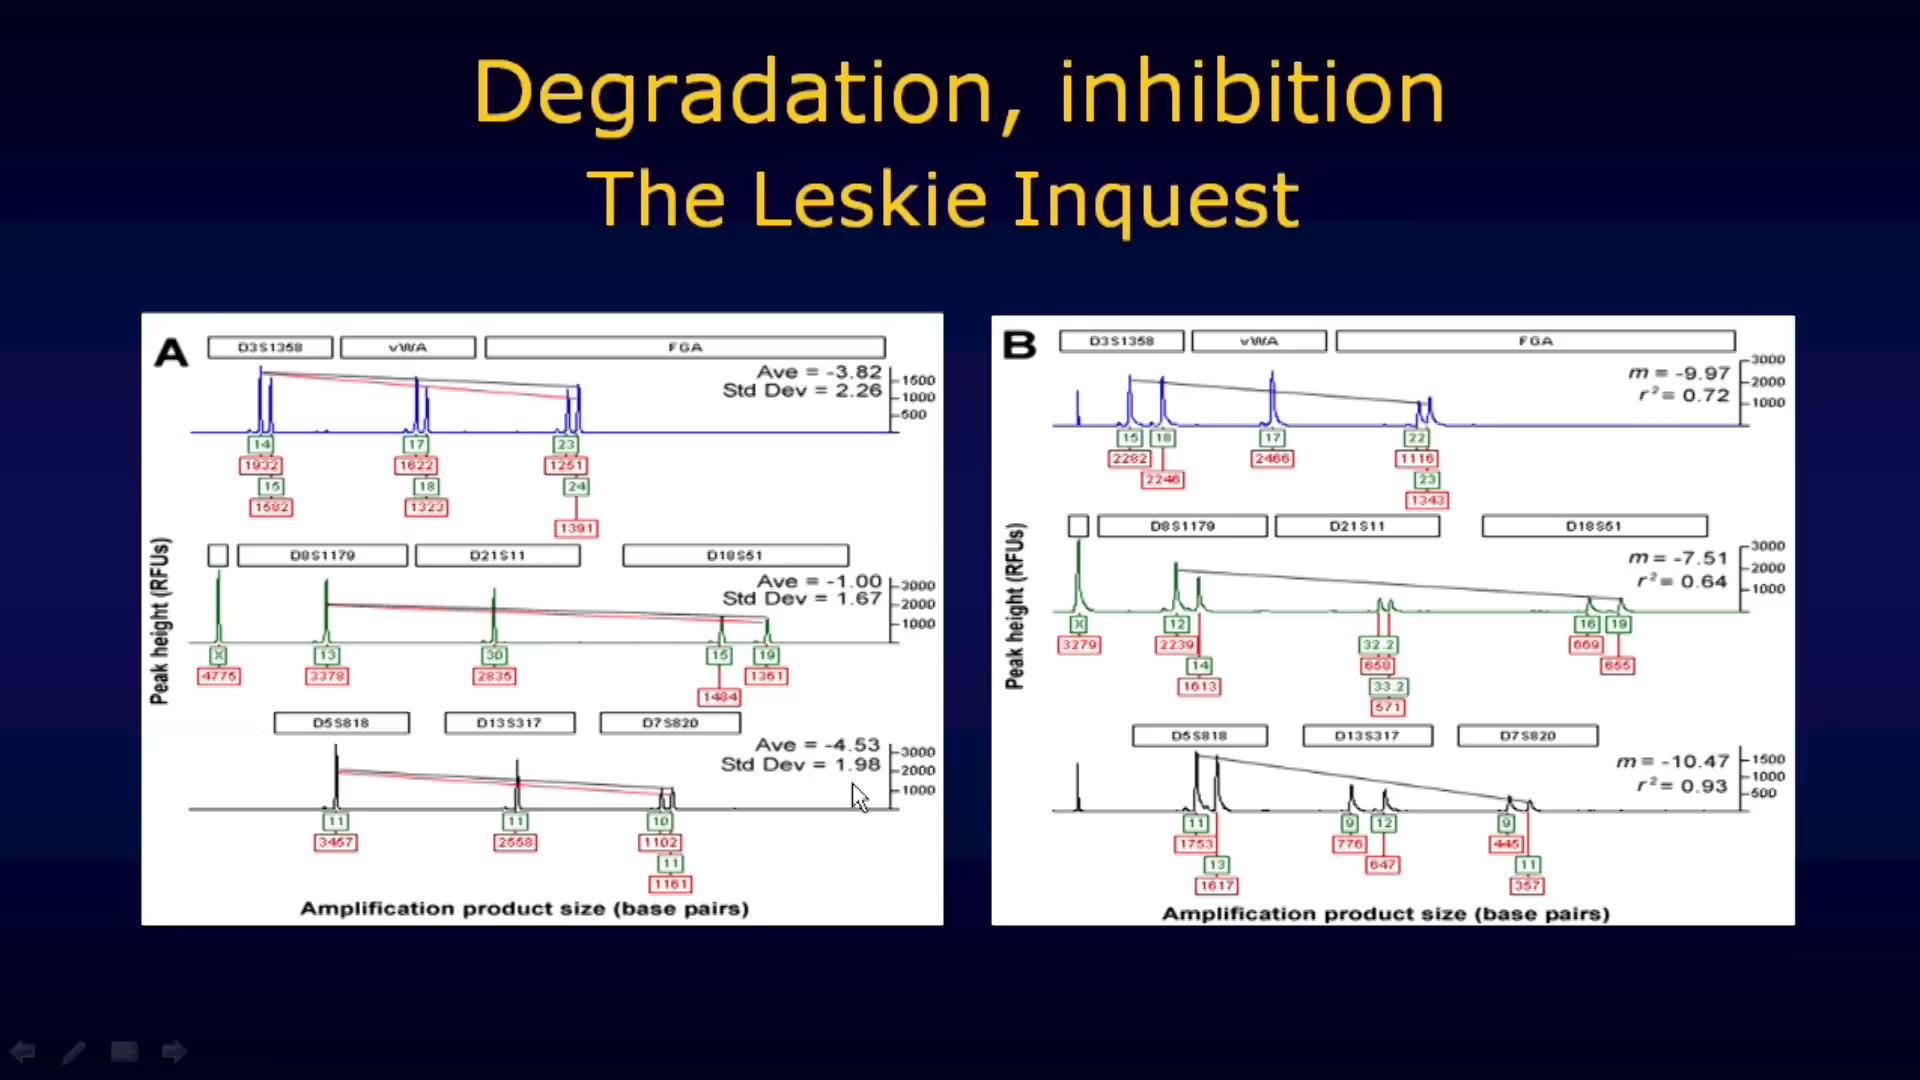 Degradation, inhibition
The Leskie Inquest
A
D3S1358 vWA FGA
Ave = -3.82
Std Dev = 2.26
1500
1000
500
14 17 23
1932 1622 1251
15 18 24
1582 1323
1391
D8S1179 D21S11 D18S51
Ave = -1.00
Std Dev = 1.67
3000
2000
1000
X 13 30 15 19
4775 3378 2835 1361
1484
D5S818 D13S317 D7S820
Ave = -4.53
Std Dev = 1.98
3000
2000
1000
11 11 10
3457 2558 1102
11
1161
Peak height (RFUs)
Amplification product size (base pairs)
B
D3S1358 vWA FGA
m = -9.97
r²= 0.72
3000
2000
1000
15 18 17 22
2282 2466 1116
2246 23
1343
D8S1179 D21S11 D18S51
m = -7.51
r²= 0.64
3000
2000
1000
X 12 32.2 16 19
3279 2239 658 669
14 655
1613 33.2
571
D5S818 D13S317 D7S820
m = -10.47
r²= 0.93
1500
1000
500
11 9 12 9
1753 776 445
13 647 11
1617 357
Peak height (RFUs)
Amplification product size (base pairs)